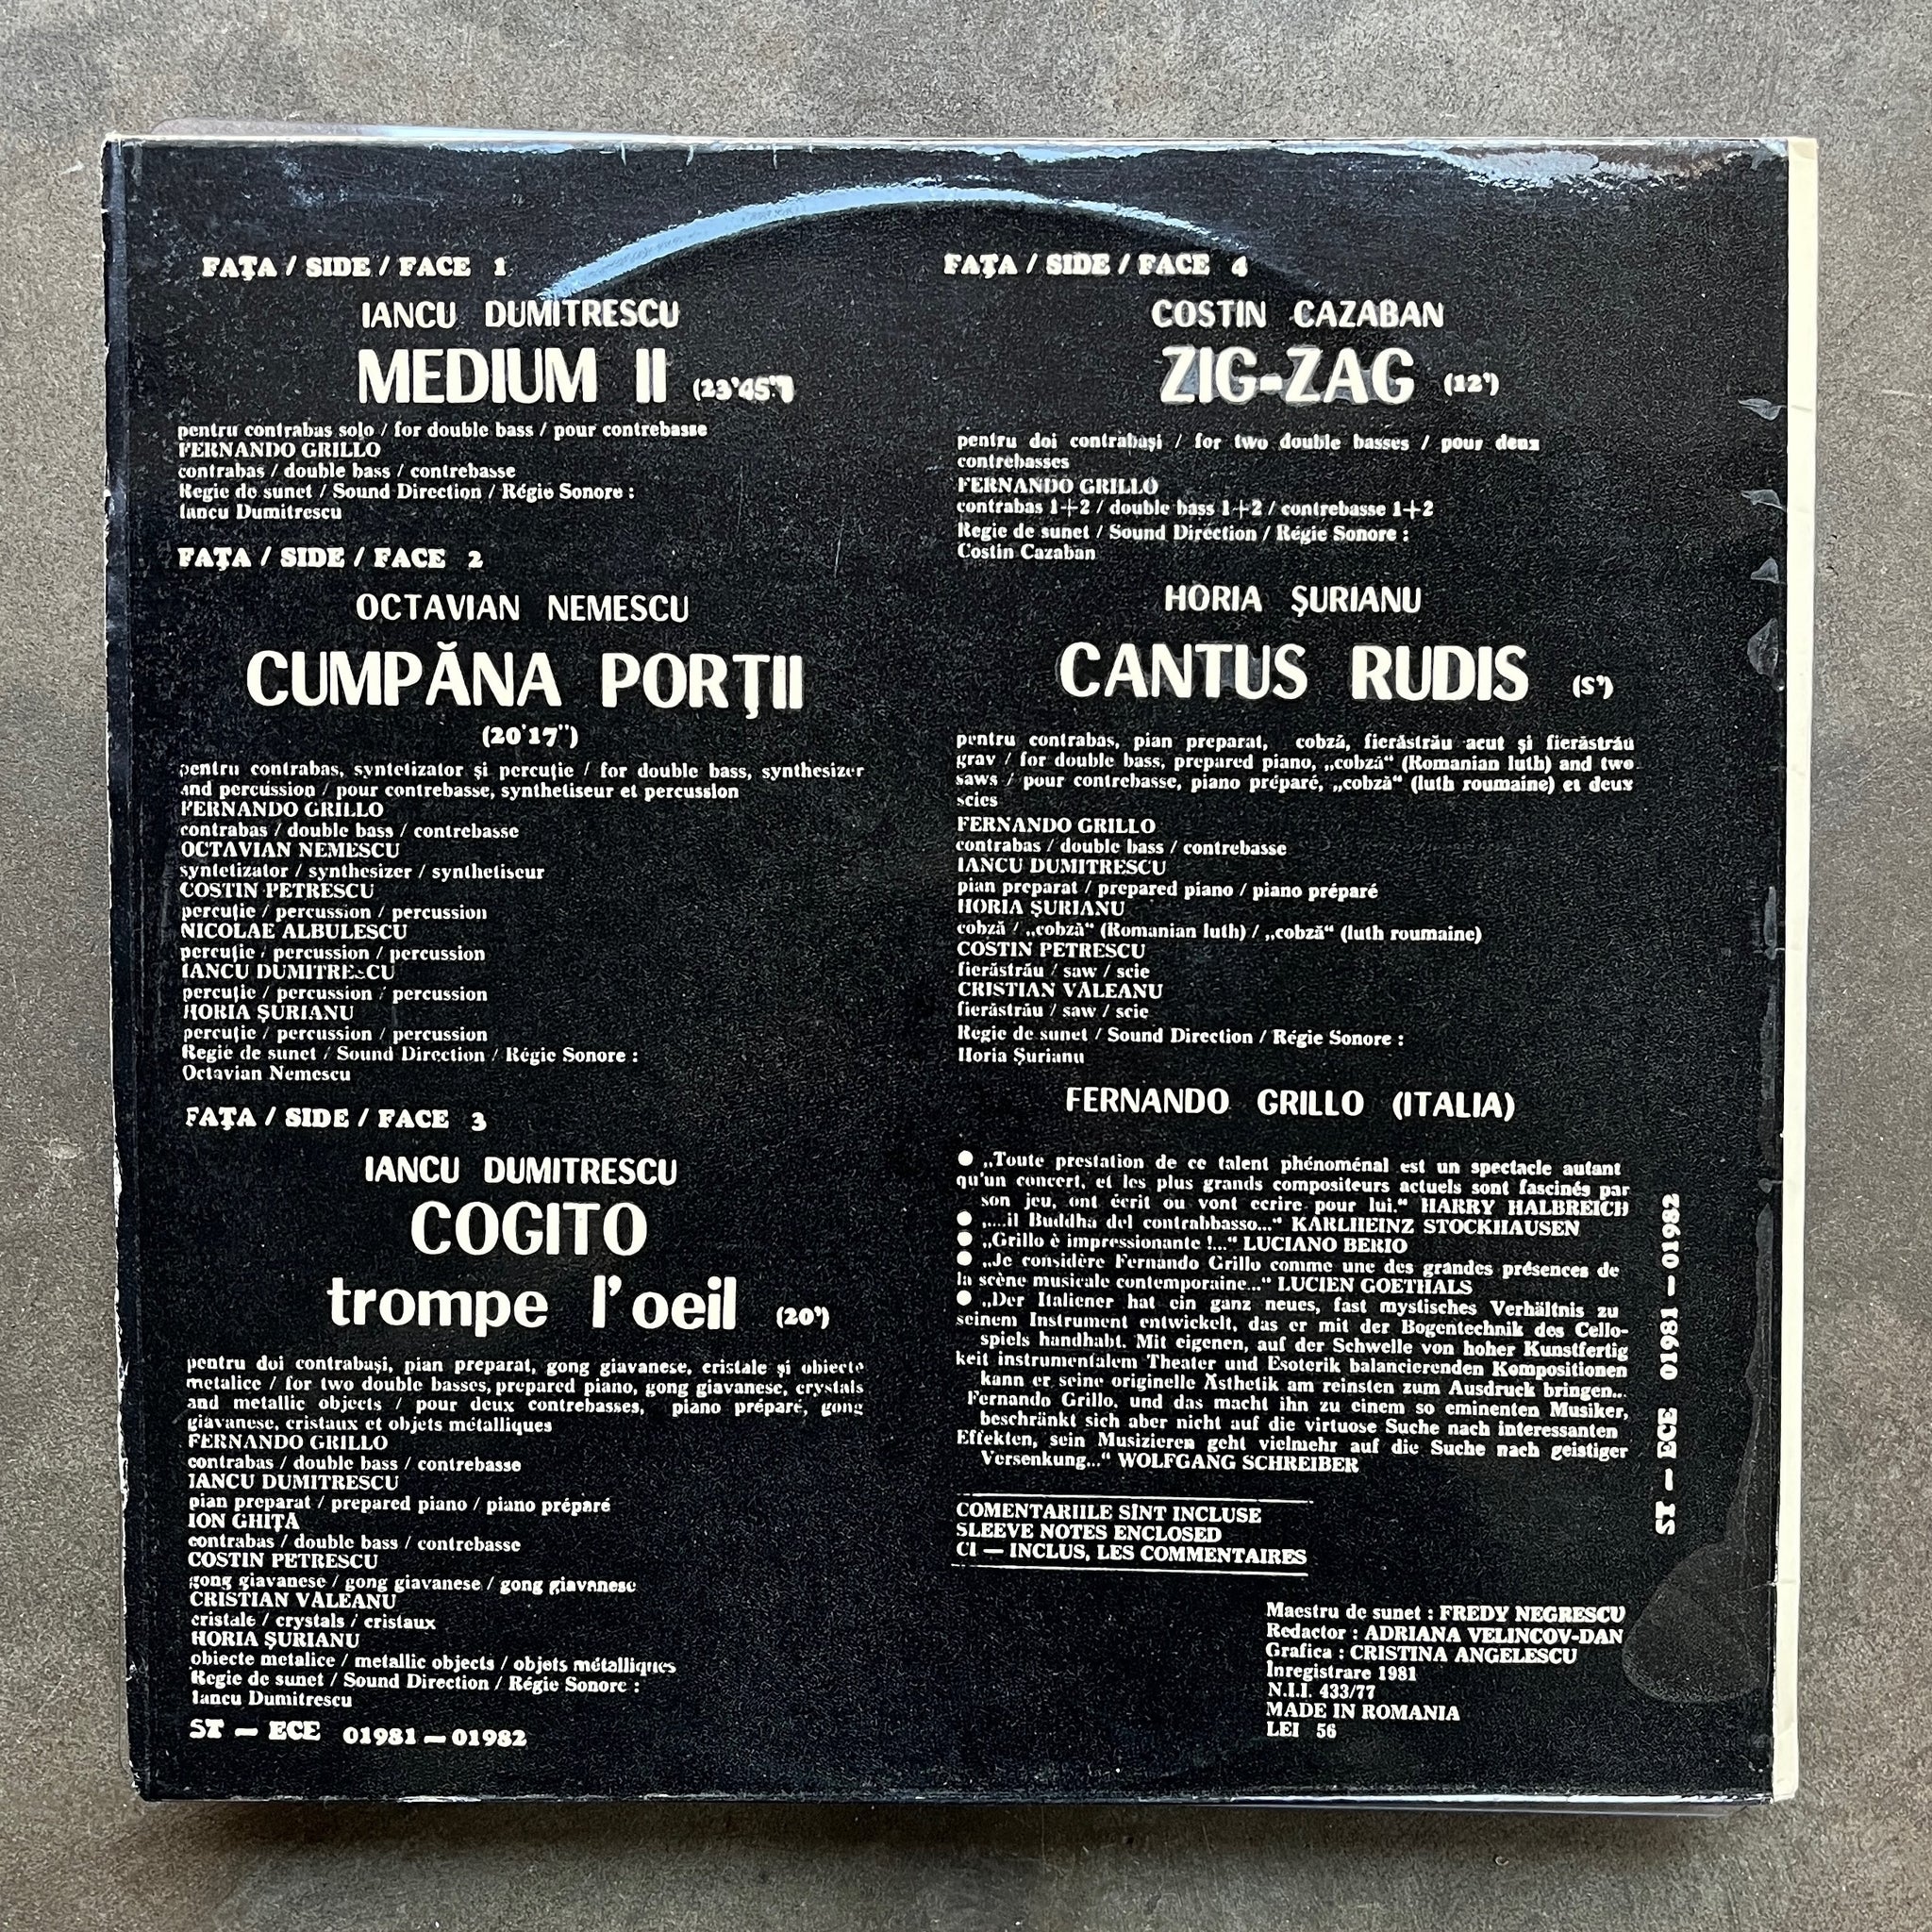 FAŢA / SIDE / FACE 1
IANCU DUMITRESCU
MEDIUM II (23'45")
pentru contrabas solo / for double bass / pour contrebasse
FERNANDO GRILLO
contrabas / double bass / contrebasse
Regie de sunet / Sound Direction / Régie Sonore :
Iancu Dumitrescu
FAŢA / SIDE / FACE 2
OCTAVIAN NEMESCU
CUMPĂNA PORŢII
(20'17")
pentru contrabas, syntetizator şi percuţie / for double bass, synthesizer
and percussion / pour contrebasse, synthetiseur et percussion
FERNANDO GRILLO
contrabas / double bass / contrebasse
OCTAVIAN NEMESCU
syntetizator / synthesizer / synthetiseur
COSTIN PETRESCU
percuţie / percussion / percussion
NICOLAE ALBULESCU
percuţie / percussion / percussion
IANCU DUMITRESCU
percuţie / percussion / percussion
HORIA ŞURIANU
percuţie / percussion / percussion
Regie de sunet / Sound Direction / Régie Sonore :
Octavian Nemescu
FAŢA / SIDE / FACE 3
IANCU DUMITRESCU
COGITO
trompe l'oeil (20')
pentru doi contrabaşi, pian preparat, gong giavanese, cristale şi obiecte
metalice / for two double basses, prepared piano, gong giavanese, crystals
and metallic objects / pour deux contrebasses, piano préparé, gong
giavanese, cristaux et objets métalliques
FERNANDO GRILLO
contrabas / double bass / contrebasse
IANCU DUMITRESCU
pian preparat / prepared piano / piano préparé
ION GHIŢA
contrabas / double bass / contrebasse
COSTIN PETRESCU
gong giavanese / gong giavanese / gong giavanese
CRISTIAN VĂLEANU
cristale / crystals / cristaux
HORIA ŞURIANU
obiecte metalice / metallic objects / objets métalliques
Regie de sunet / Sound Direction / Régie Sonore :
Iancu Dumitrescu
ST — ECE 01981 — 01982
FAŢA / SIDE / FACE 4
COSTIN CAZABAN
ZIG-ZAG (12')
pentru doi contrabaşi / for two double basses / pour deux
contrebasses
FERNANDO GRILLO
contrabas 1+2 / double bass 1+2 / contrebasse 1+2
Regie de sunet / Sound Direction / Régie Sonore :
Costin Cazaban
HORIA ŞURIANU
CANTUS RUDIS (5')
pentru contrabas, pian preparat, cobză, fierăstrău acut şi fierăstrău
grav / for double bass, prepared piano, „cobză“ (Romanian luth) and two
saws / pour contrebasse, piano préparé, „cobză“ (luth roumaine) et deux
scies
FERNANDO GRILLO
contrabas / double bass / contrebasse
IANCU DUMITRESCU
pian preparat / prepared piano / piano préparé
HORIA ŞURIANU
cobză / „cobză“ (Romanian luth) / „cobză“ (luth roumaine)
COSTIN PETRESCU
fierăstrău / saw / scie
CRISTIAN VĂLEANU
fierăstrău / saw / scie
Regie de sunet / Sound Direction / Régie Sonore :
Horia Şurianu
FERNANDO GRILLO (ITALIA)
● „Toute prestation de ce talent phénoménal est un spectacle autant
qu'un concert, et les plus grands compositeurs actuels sont fascinés par
son jeu, ont écrit ou vont ecrire pour lui.“ HARRY HALBREICH
● „...il Buddha del contrabbasso...“ KARLHEINZ STOCKHAUSEN
● „Grillo è impressionante !...“ LUCIANO BERIO
● „Je considère Fernando Grillo comme une des grandes présences de
la scène musicale contemporaine...“ LUCIEN GOETHALS
● „Der Italiener hat ein ganz neues, fast mystisches Verhältnis zu
seinem Instrument entwickelt, das er mit der Bogentechnik des Cello-
spiels handhabt. Mit eigenen, auf der Schwelle von hoher Kunstfertig
keit instrumentalem Theater und Esoterik balancierenden Kompositionen
kann er seine originelle Ästhetik am reinsten zum Ausdruck bringen...
Fernando Grillo, und das macht ihn zu einem so eminenten Musiker,
beschränkt sich aber nicht auf die virtuose Suche nach interessanten
Effekten, sein Musizieren geht vielmehr auf die Suche nach geistiger
Versenkung...“ WOLFGANG SCHREIBER
COMENTARIILE SÎNT INCLUSE
SLEEVE NOTES ENCLOSED
CI — INCLUS, LES COMMENTAIRES
Maestru de sunet : FREDY NEGRESCU
Redactor : ADRIANA VELINCOV-DAN
Grafica : CRISTINA ANGELESCU
Înregistrare 1981
N.I.I. 433/77
MADE IN ROMANIA
LEI 56
ST — ECE 01981 — 01982